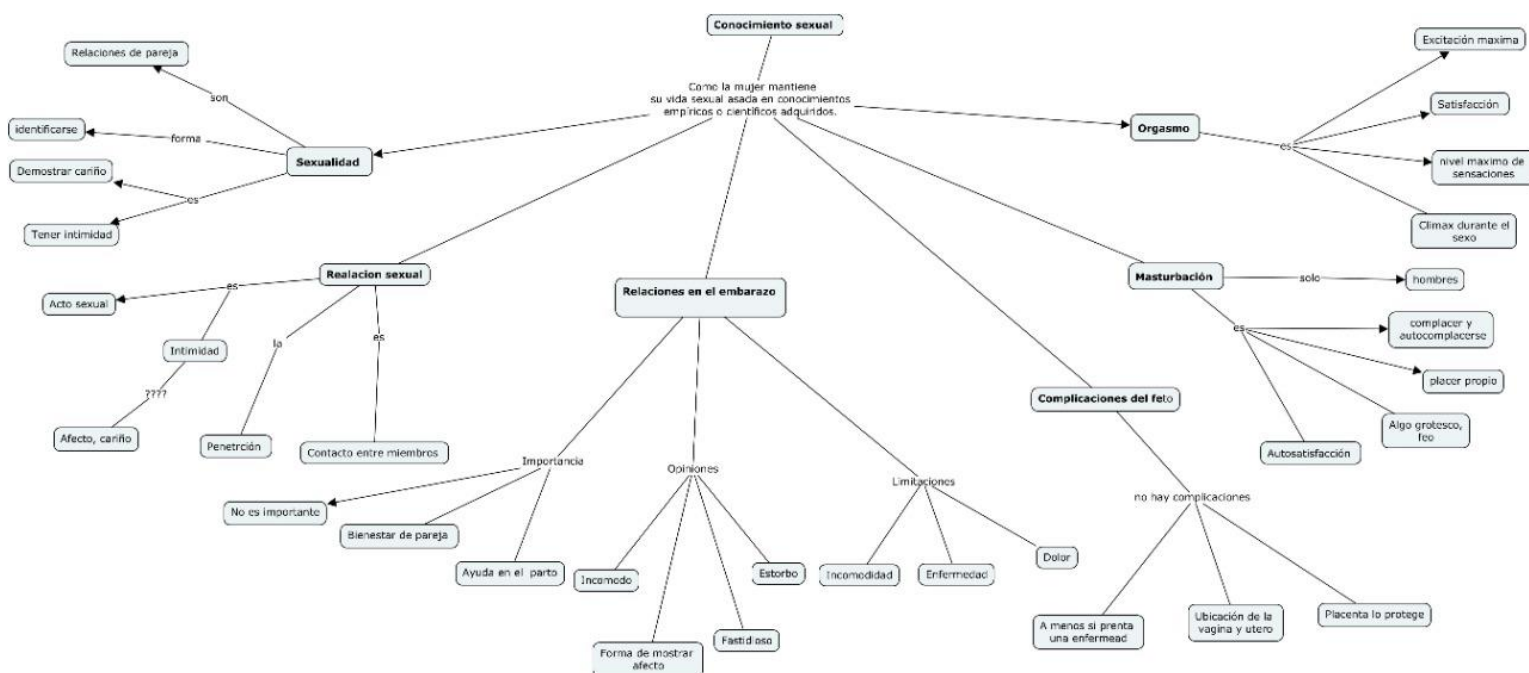 Conocimiento sexual
Como la mujer mantiene
su vida sexual asada en conocimientos
empíricos o científicos adquiridos.
Relaciones de pareja
son
identificarse
forma
Demostrar cariño
es
Tener intimidad
Sexualidad
Orgasmo
es
Excitación maxima
Satisfacción
nivel maximo de
sensaciones
Climax durante el
sexo
Realacion sexual
es
Acto sexual
Intimidad
????
Afecto, cariño
la
Penetrción
es
Contacto entre miembros
Relaciones en el embarazo
Importancia
No es importante
Bienestar de pareja
Ayuda en el parto
Opiniones
Incomodo
Forma de mostrar
afecto
Fastidioso
Estorbo
Limitaciones
Incomodidad
Enfermedad
Dolor
Complicaciones del feto
no hay complicaciones
A menos si prenta
una enfermead
Ubicación de la
vagina y utero
Placenta lo protege
Masturbación
solo
hombres
es
complacer y
autocomplacerse
placer propio
Algo grotesco,
feo
Autosatisfacción